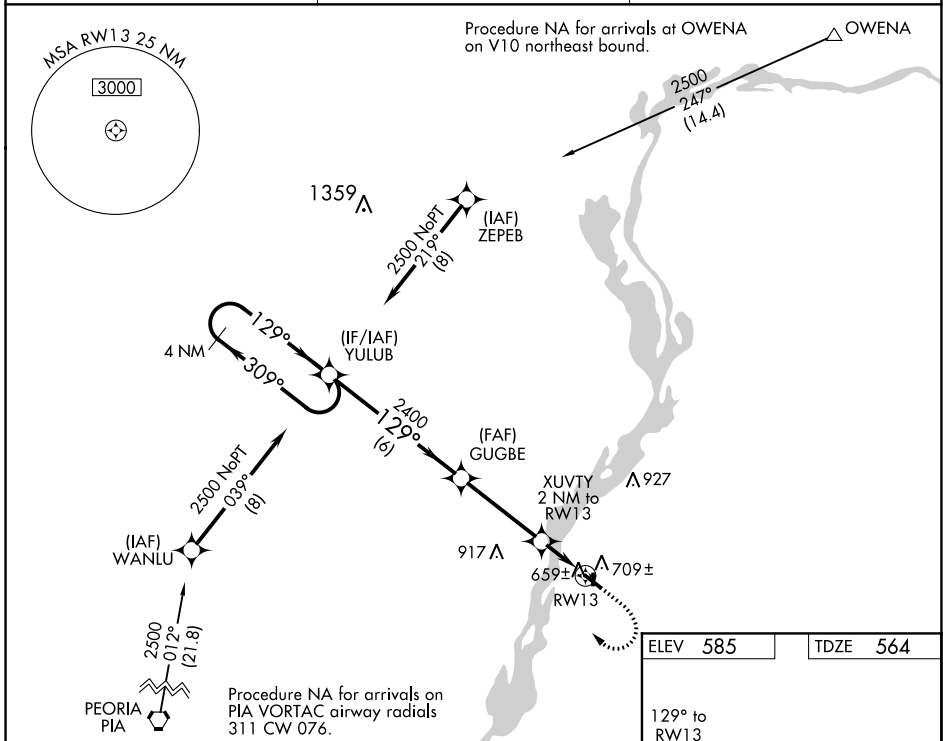 Procedure NA for arrivals at OWENA
on V10 northeast bound.
OWENA
MSA RW13 25 NM
3000
2500
247°
(14.4)
1359
(IAF)
ZEPEB
2500 NoPT
219°
(8)
129°
4 NM
309°
(IF/IAF)
YULUB
2400
129°
(6)
(FAF)
GUGBE
XUVTY
2 NM to
RW13
927
917
659±
709±
RW13
2500 NoPT
039°
(8)
(IAF)
WANLU
2500
012°
(21.8)
PEORIA
PIA
Procedure NA for arrivals on
PIA VORTAC airway radials
311 CW 076.
ELEV 585
TDZE 564
129° to
RW13